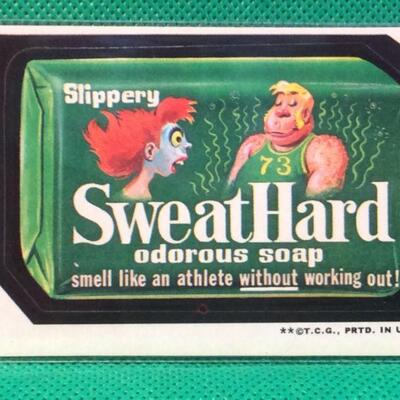 Slippery
73
SweatHard
odorous soap
smell like an athlete without working out!
**©T.C.G., PRTD. IN U